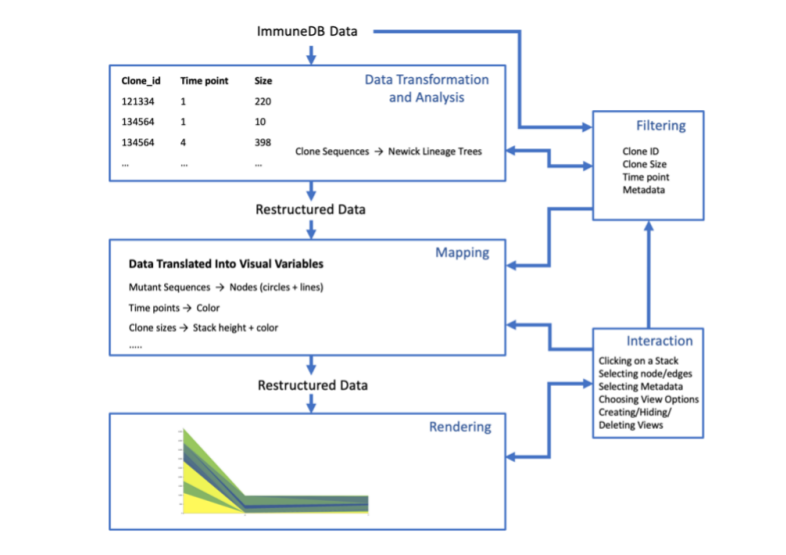 ImmuneDB Data
Data Transformation
and Analysis
Clone_id Time point Size
121334 1 220
134564 1 10
134564 4 398
... ... ...
Clone Sequences → Newick Lineage Trees
Filtering
Clone ID
Clone Size
Time point
Metadata
Restructured Data
Mapping
Data Translated Into Visual Variables
Mutant Sequences → Nodes (circles + lines)
Time points → Color
Clone sizes → Stack height + color
.....
Interaction
Clicking on a Stack
Selecting node/edges
Selecting Metadata
Choosing View Options
Creating/Hiding/
Deleting Views
Restructured Data
Rendering